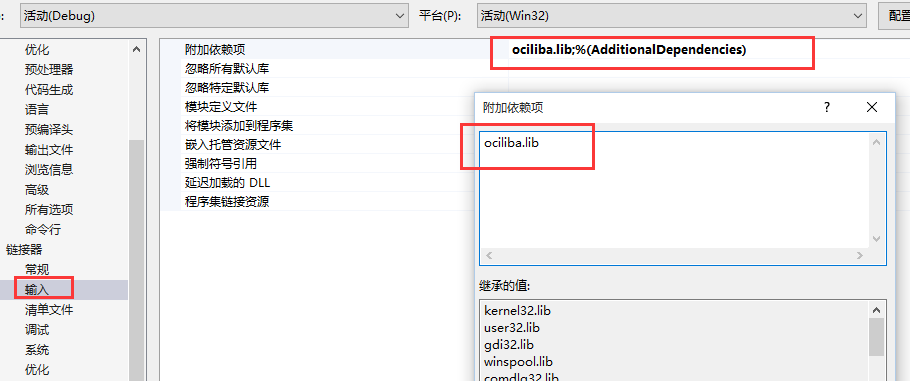 活动(Debug)
平台(P):
活动(Win32)
配置
优化
预处理器
代码生成
语言
预编译头
输出文件
浏览信息
高级
所有选项
命令行
链接器
常规
输入
清单文件
调试
系统
优化
附加依赖项
ociliba.lib;%(AdditionalDependencies)
忽略所有默认库
忽略特定默认库
模块定义文件
将模块添加到程序集
嵌入托管资源文件
强制符号引用
延迟加载的 DLL
程序集链接资源
附加依赖项
?
ociliba.lib
继承的值:
kernel32.lib
user32.lib
gdi32.lib
winspool.lib
comdlg32.lib